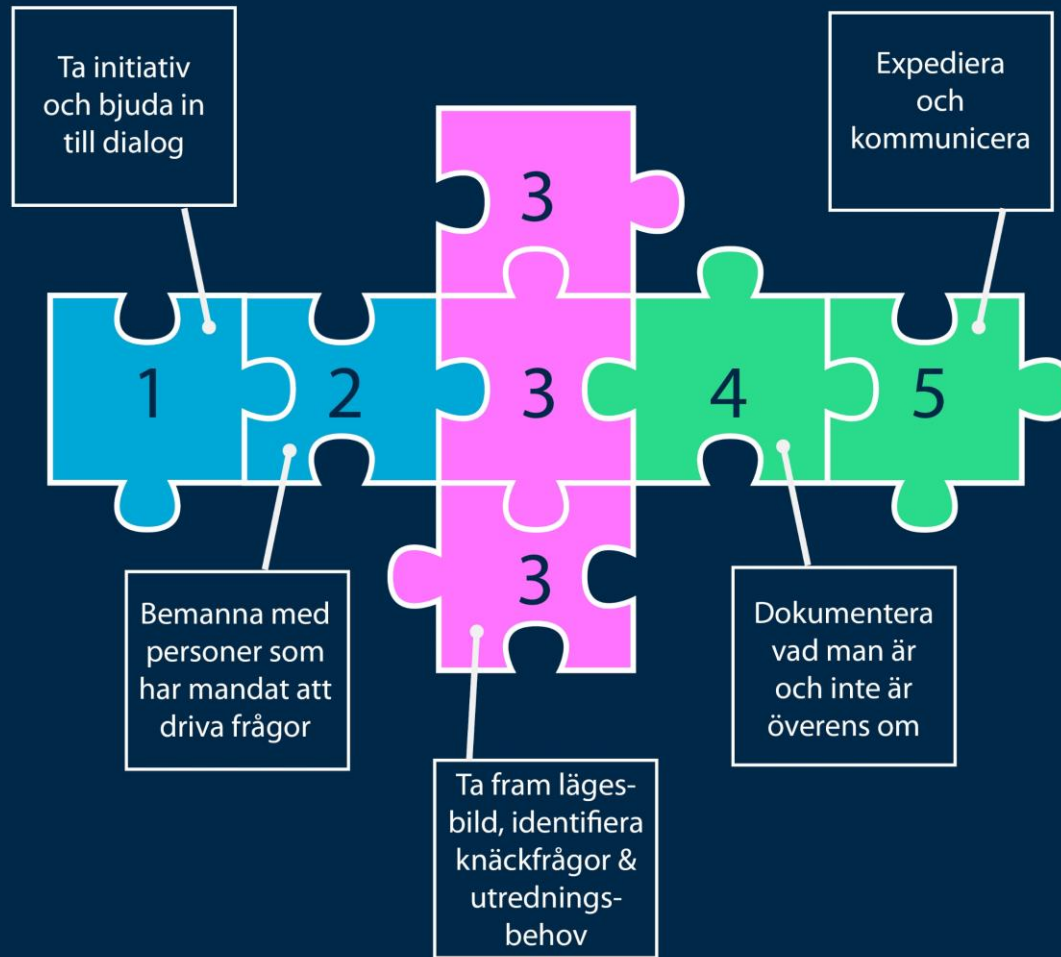 Ta initiativ
och bjuda in
till dialog
Expediera
och
kommunicera
3
1
2
3
4
5
3
Bemanna med
personer som
har mandat att
driva frågor
Dokumentera
vad man är
och inte är
överens om
Ta fram läges-
bild, identifiera
knäckfrågor &
utrednings-
behov